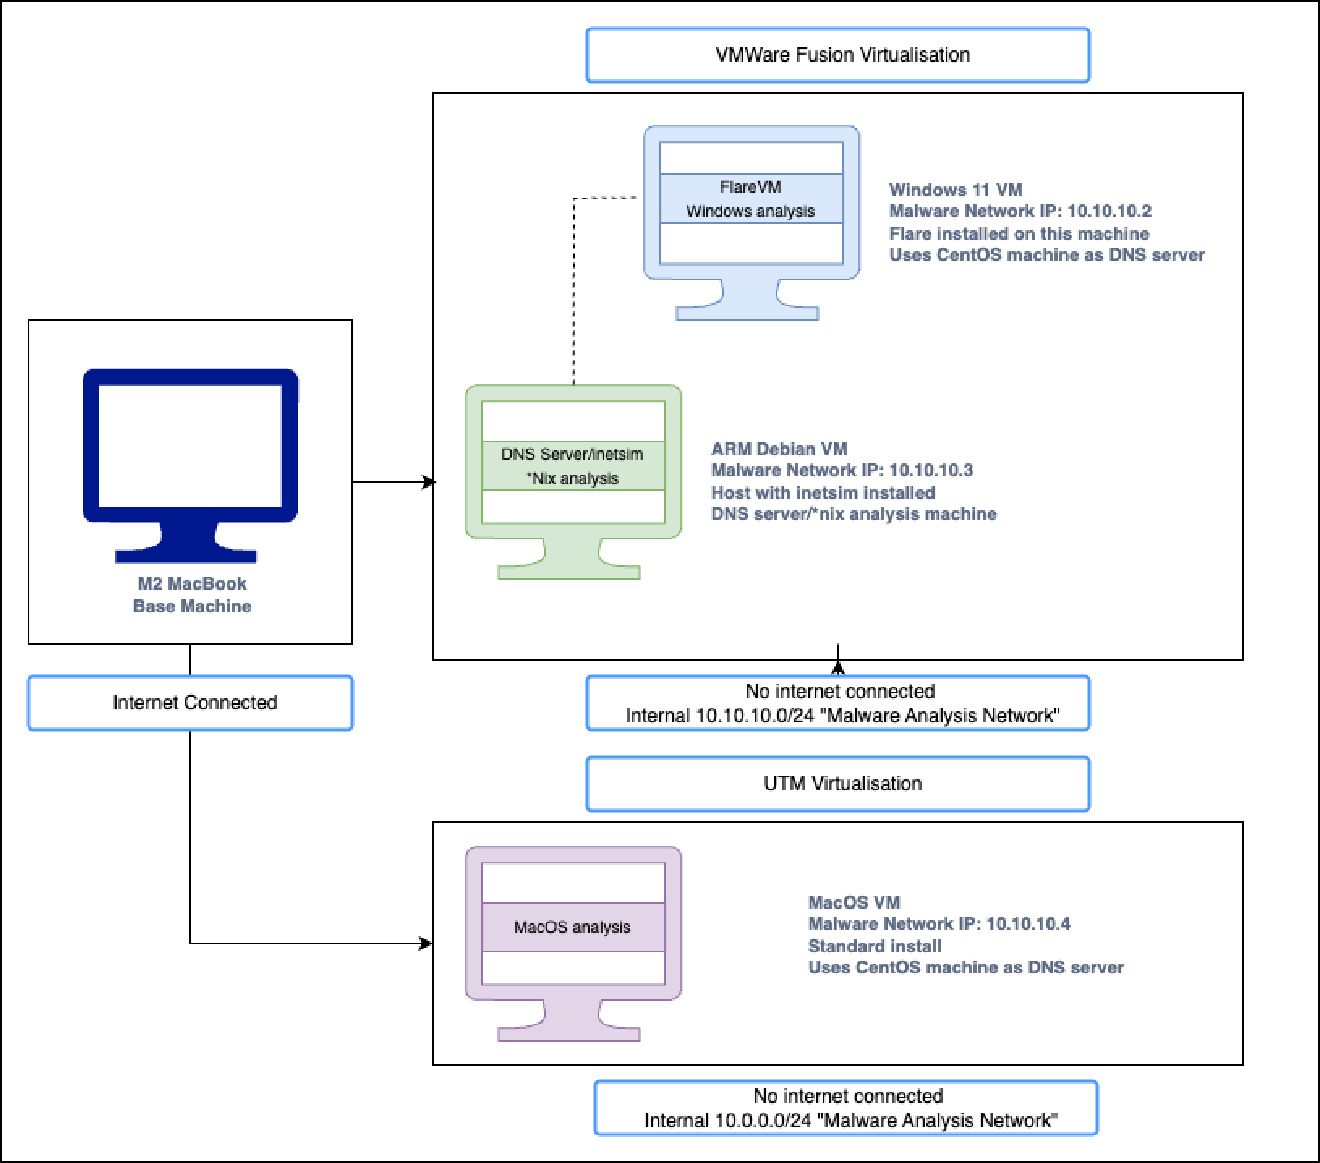 VMWare Fusion Virtualisation
FlareVM
Windows analysis
Windows 11 VM
Malware Network IP: 10.10.10.2
Flare installed on this machine
Uses CentOS machine as DNS server
DNS Server/inetsim
*Nix analysis
ARM Debian VM
Malware Network IP: 10.10.10.3
Host with inetsim installed
DNS server/*nix analysis machine
M2 MacBook
Base Machine
Internet Connected
No internet connected
Internal 10.10.10.0/24 "Malware Analysis Network"
UTM Virtualisation
MacOS analysis
MacOS VM
Malware Network IP: 10.10.10.4
Standard install
Uses CentOS machine as DNS server
No internet connected
Internal 10.0.0.0/24 "Malware Analysis Network"